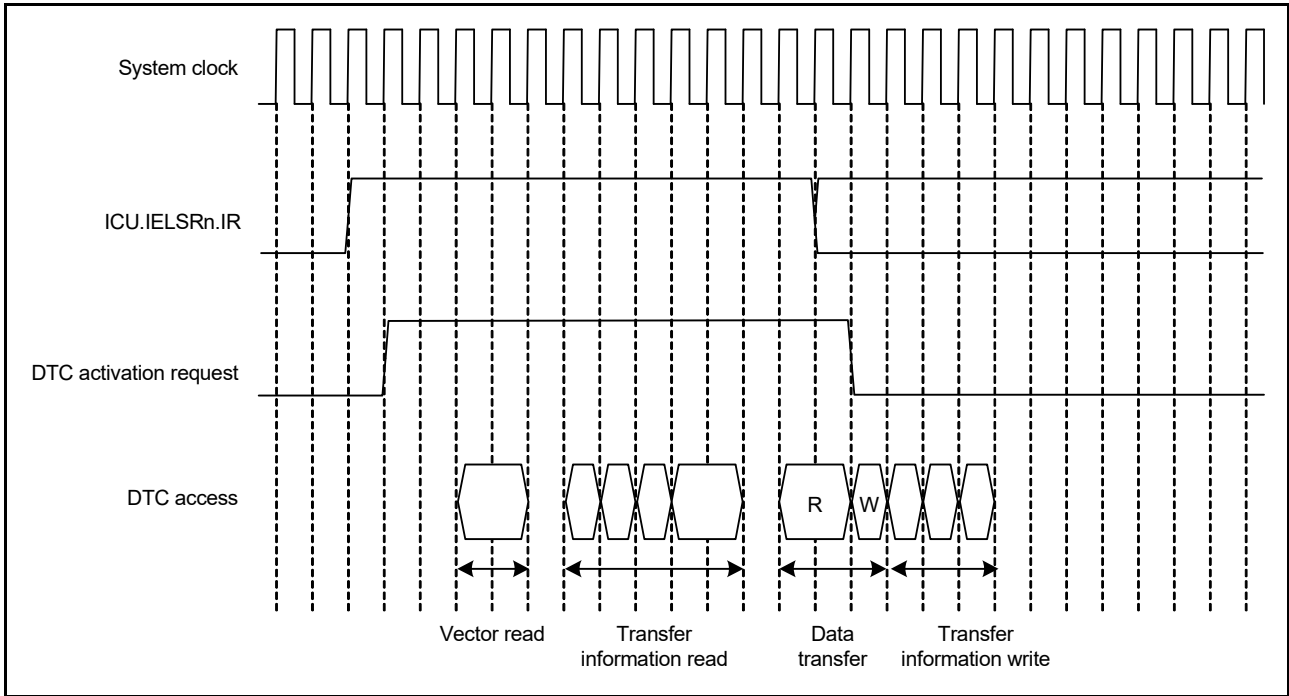 System clock
ICU.IELSRn.IR
DTC activation request
DTC access
R
W
Vector read
Transfer
information read
Data
transfer
Transfer
information write